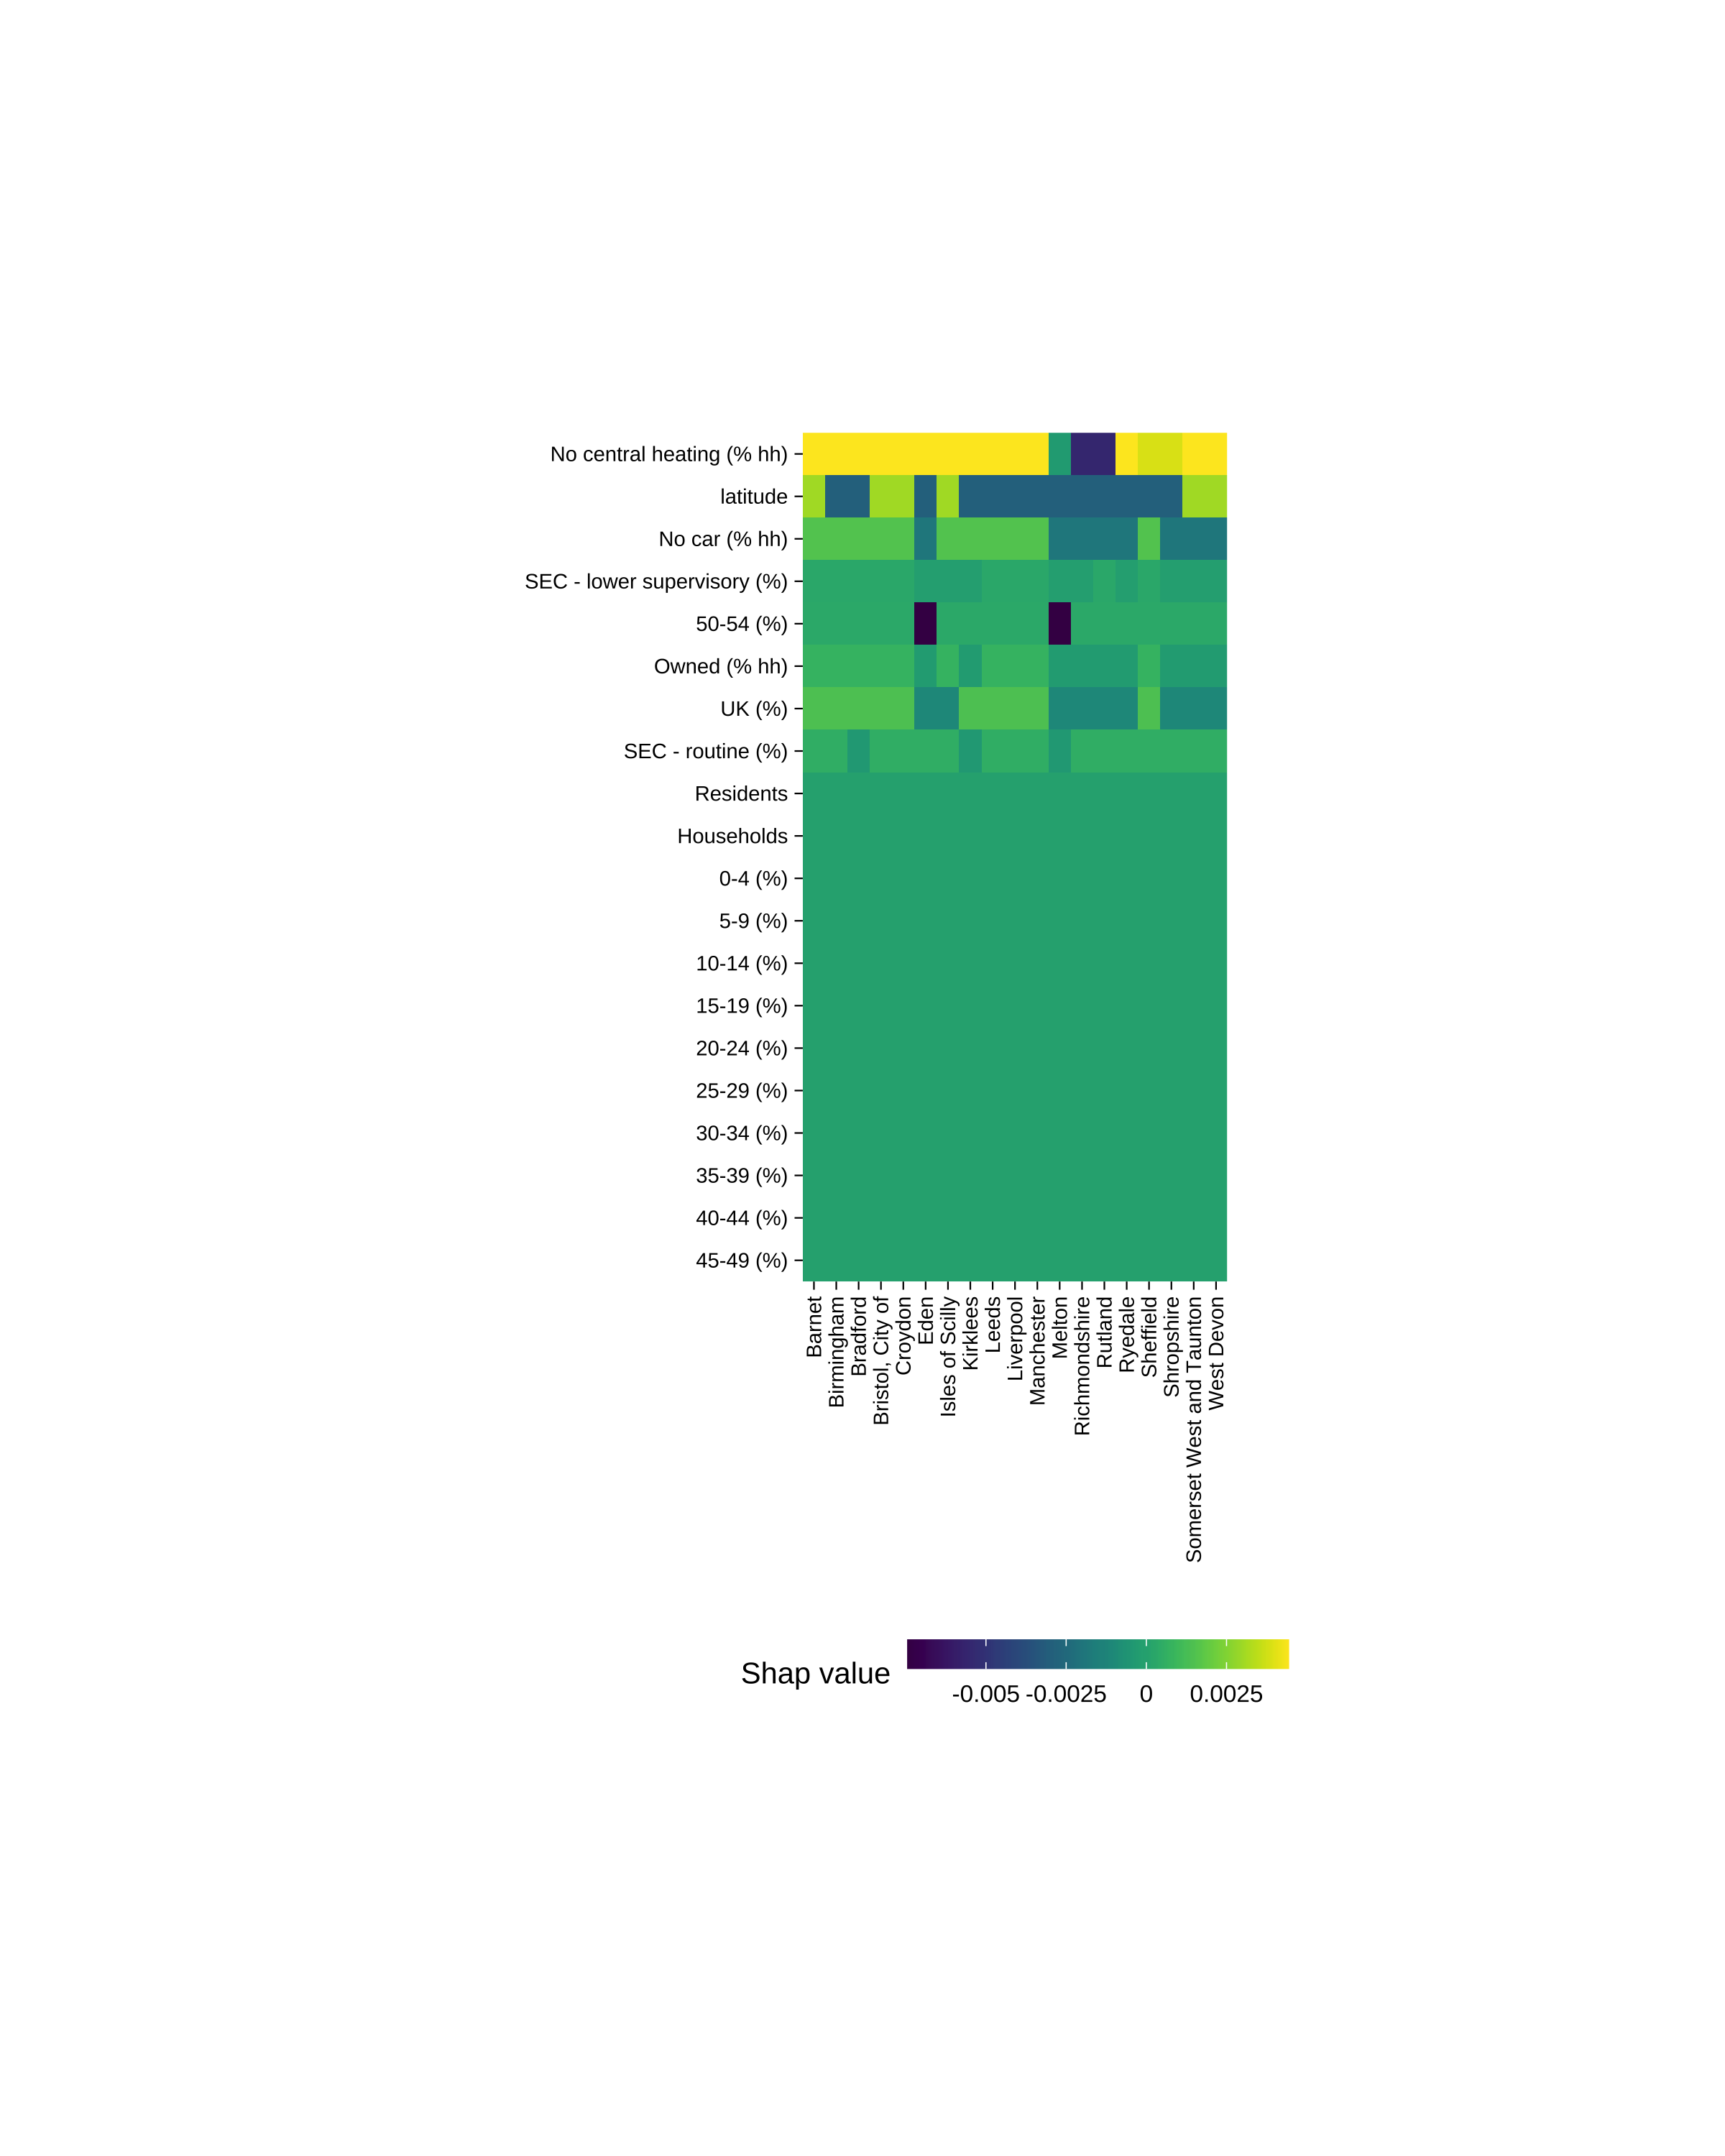 No central heating (% hh)
latitude
No car (% hh)
SEC - lower supervisory (%)
50-54 (%)
Owned (% hh)
UK (%)
SEC - routine (%)
Residents
Households
0-4 (%)
5-9 (%)
10-14 (%)
15-19 (%)
20-24 (%)
25-29 (%)
30-34 (%)
35-39 (%)
40-44 (%)
45-49 (%)
Barnet
Birmingham
Bradford
Bristol, City of
Croydon
Eden
Isles of Scilly
Kirklees
Leeds
Liverpool
Manchester
Melton
Richmondshire
Rutland
Ryedale
Sheffield
Shropshire
Somerset West and Taunton
West Devon
Shap value
-0.005 -0.0025 0 0.0025